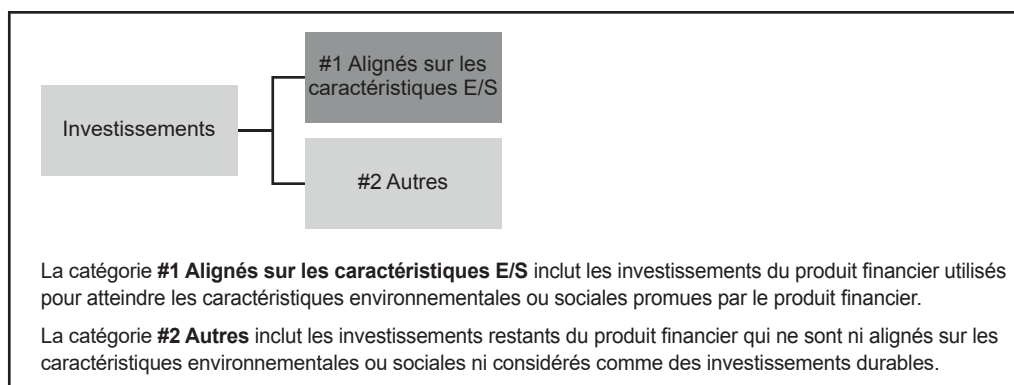 #1 Alignés sur les
caractéristiques E/S
Investissements
#2 Autres
La catégorie #1 Alignés sur les caractéristiques E/S inclut les investissements du produit financier utilisés
pour atteindre les caractéristiques environnementales ou sociales promues par le produit financier.
La catégorie #2 Autres inclut les investissements restants du produit financier qui ne sont ni alignés sur les
caractéristiques environnementales ou sociales ni considérés comme des investissements durables.